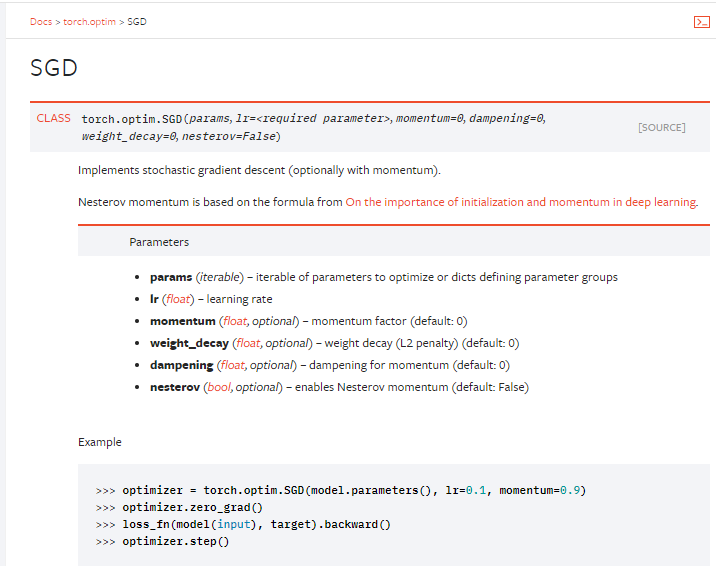 Docs > torch.optim > SGD
>_
SGD
CLASS torch.optim.SGD(params, lr=<required parameter>, momentum=0, dampening=0,
weight_decay=0, nesterov=False)
[SOURCE]
Implements stochastic gradient descent (optionally with momentum).
Nesterov momentum is based on the formula from On the importance of initialization and momentum in deep learning.
Parameters
• params (iterable) – iterable of parameters to optimize or dicts defining parameter groups
• lr (float) – learning rate
• momentum (float, optional) – momentum factor (default: 0)
• weight_decay (float, optional) – weight decay (L2 penalty) (default: 0)
• dampening (float, optional) – dampening for momentum (default: 0)
• nesterov (bool, optional) – enables Nesterov momentum (default: False)
Example
>>> optimizer = torch.optim.SGD(model.parameters(), lr=0.1, momentum=0.9)
>>> optimizer.zero_grad()
>>> loss_fn(model(input), target).backward()
>>> optimizer.step()